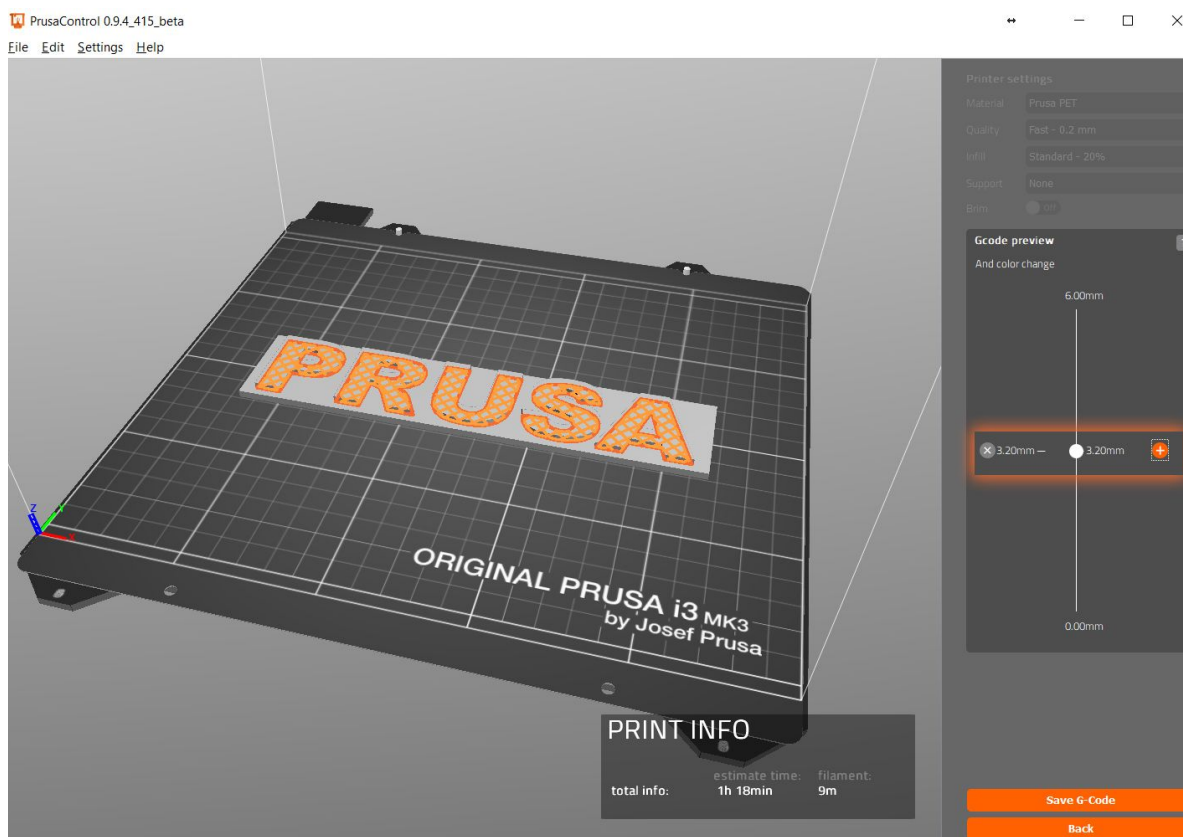 PrusaControl 0.9.4_415_beta
File Edit Settings Help
Printer settings
Material Prusa PET
Quality Fast - 0.2 mm
Infill Standard - 20%
Support None
Brim Off
Gcode preview
And color change
6.00mm
3.20mm 3.20mm
0.00mm
PRUSA
Z Y X
ORIGINAL PRUSA i3 MK3
by Josef Prusa
PRINT INFO
estimate time: filament:
total info: 1h 18min 9m
Save G-Code
Back